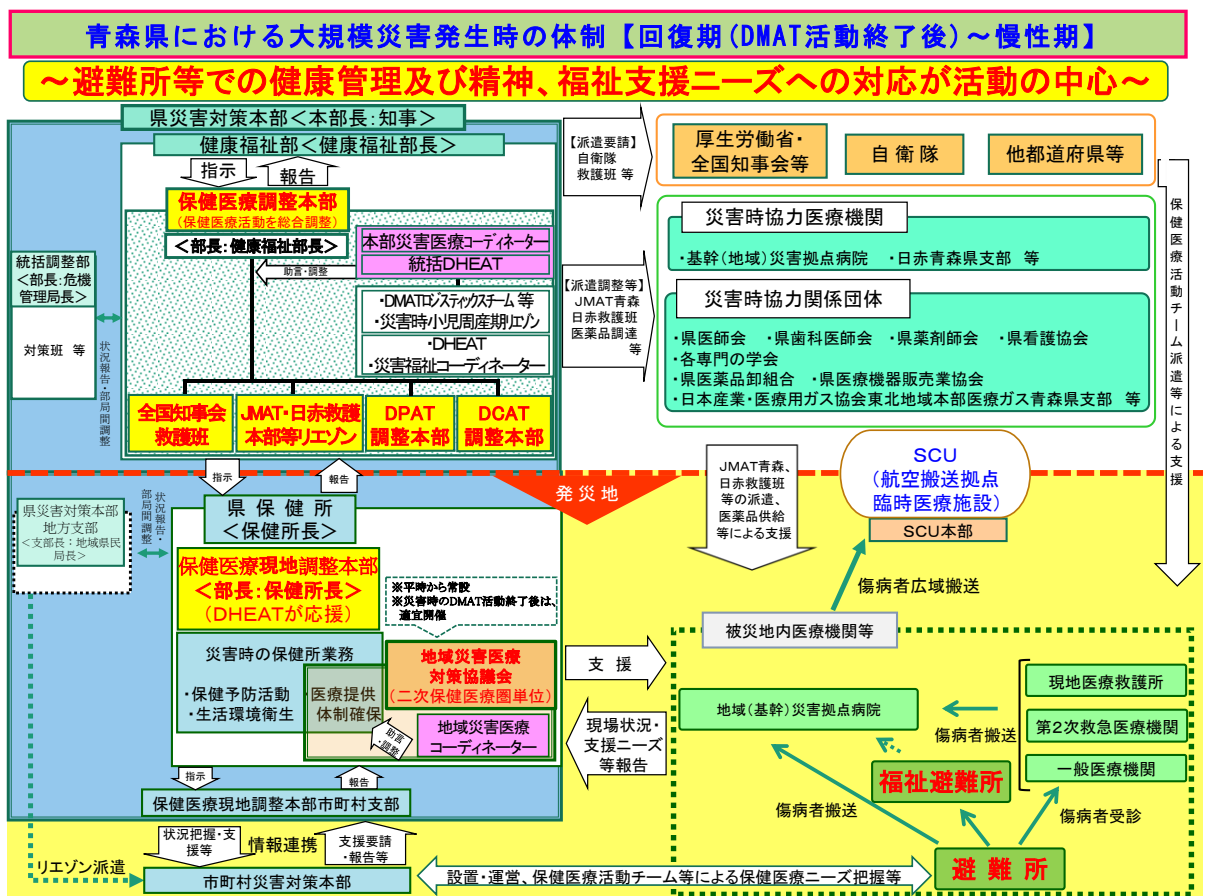 青森県における大規模災害発生時の体制【回復期(DMAT活動終了後)～慢性期】
～避難所等での健康管理及び精神、福祉支援ニーズへの対応が活動の中心～
県災害対策本部<本部長:知事>
健康福祉部<健康福祉部長>
指示
報告
保健医療調整本部
(保健医療活動を総合調整)
<部長:健康福祉部長>
本部災害医療コーディネーター
統括DHEAT
助言・調整
・DMATロジスティックスチーム 等
・災害時小児周産期リエゾン
・DHEAT
・災害福祉コーディネーター
統括調整部
<部長:危機
管理局長>
対策班 等
状況報告・部局間調整
全国知事会
救護班
JMAT・日赤救護
本部等リエゾン
DPAT
調整本部
DCAT
調整本部
【派遣要請】
自衛隊
救護班 等
厚生労働省・
全国知事会等
自衛隊
他都道府県等
【派遣調整等】
JMAT青森
日赤救護班
医薬品調達
等
災害時協力医療機関
・基幹(地域)災害拠点病院 ・日赤青森県支部 等
災害時協力関係団体
・県医師会 ・県歯科医師会 ・県薬剤師会 ・県看護協会
・各専門の学会
・県医薬品卸組合 ・県医療機器販売業協会
・日本産業・医療用ガス協会東北地域本部医療ガス青森県支部 等
保健医療活動チーム派遣等による支援
指示
報告
発災地
JMAT青森、
日赤救護班
等の派遣、
医薬品供給
等による支援
SCU
(航空搬送拠点
臨時医療施設)
SCU本部
県災害対策本部
地方支部
<支部長:地域県民
局長>
状況報告・
部局間調整
県保健所
<保健所長>
保健医療現地調整本部
<部長:保健所長>
(DHEATが応援)
※平時から常設
※災害時のDMAT活動終了後は、
適宜開催
災害時の保健所業務
・保健予防活動
・生活環境衛生
・医療提供
体制確保
地域災害医療
対策協議会
(二次保健医療圏単位)
助言・調整
地域災害医療
コーディネーター
支援
現場状況・
支援ニーズ
等報告
傷病者広域搬送
被災地内医療機関等
地域(基幹)災害拠点病院
傷病者搬送
現地医療救護所
第2次救急医療機関
一般医療機関
福祉避難所
傷病者搬送
傷病者受診
避難所
指示
報告
保健医療現地調整本部市町村支部
状況把握・支
援等
情報連携
支援要請
・報告等
リエゾン派遣
市町村災害対策本部
設置・運営、保健医療活動チーム等による保健医療ニーズ把握等